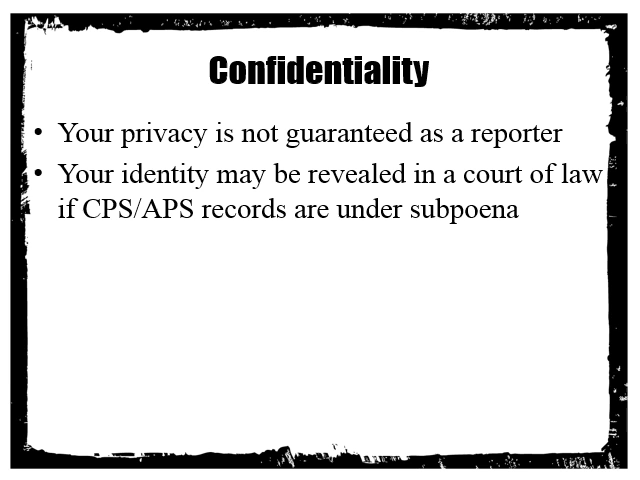 Confidentiality
• Your privacy is not guaranteed as a reporter
• Your identity may be revealed in a court of law
if CPS/APS records are under subpoena